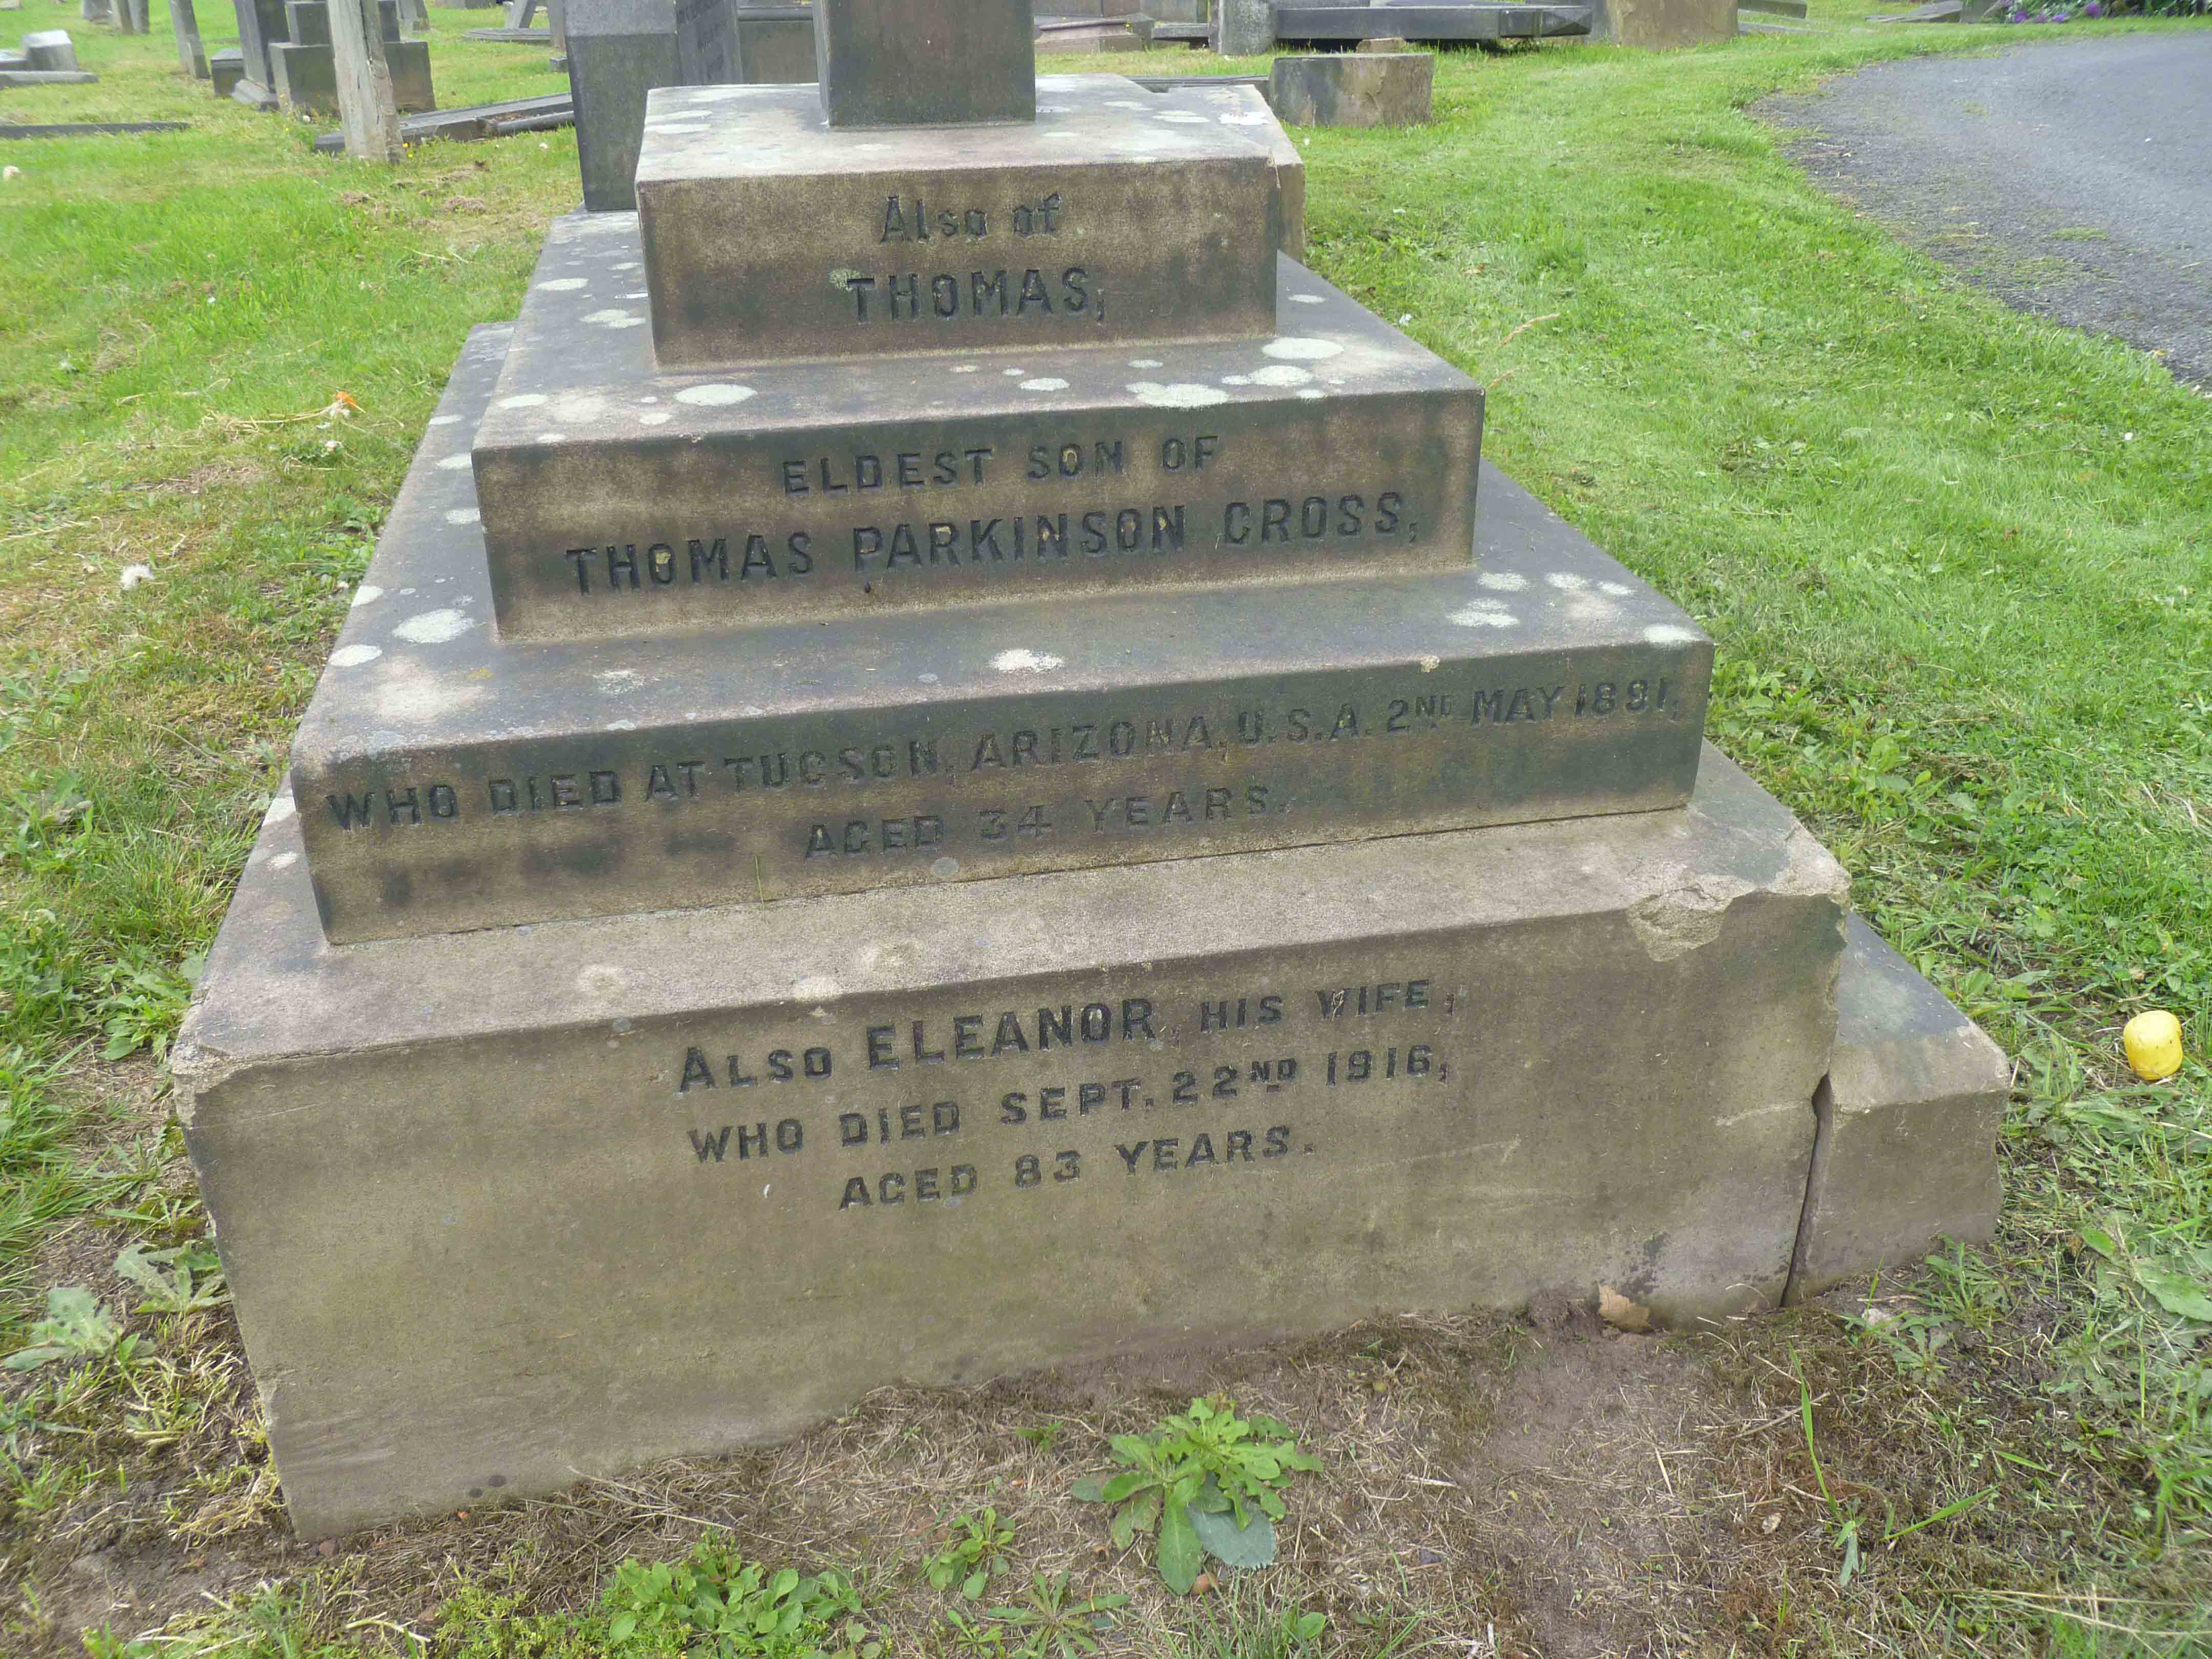 Also of
THOMAS,
ELDEST SON OF
THOMAS PARKINSON CROSS,
WHO DIED AT TUCSON, ARIZONA, U.S.A. 2ND MAY 1891,
AGED 34 YEARS.
ALSO ELEANOR, HIS WIFE,
WHO DIED SEPT. 22ND 1916,
AGED 83 YEARS.